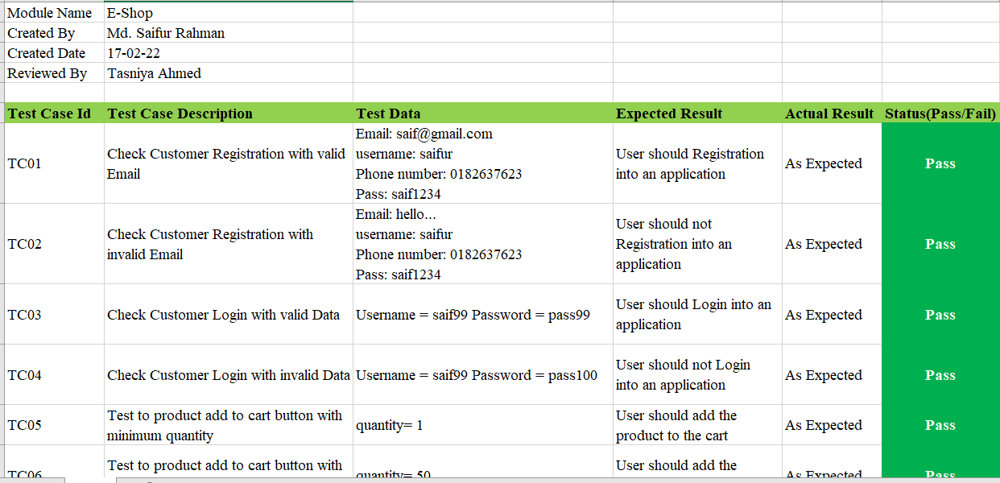 Module Name E-Shop
Created By Md. Saifur Rahman
Created Date 17-02-22
Reviewed By Tasniya Ahmed
Test Case Id Test Case Description Test Data Expected Result Actual Result Status(Pass/Fail)
TC01
Check Customer Registration with valid
Email
Email: saif@gmail.com
username: saifur
Phone number: 0182637623
Pass: saif1234
User should Registration
into an application
As Expected
Pass
TC02
Check Customer Registration with
invalid Email
Email: hello...
username: saifur
Phone number: 0182637623
Pass: saif1234
User should not
Registration into an
application
As Expected
Pass
TC03
Check Customer Login with valid Data
Username = saif99 Password = pass99
User should Login into an
application
As Expected
Pass
TC04
Check Customer Login with invalid Data
Username = saif99 Password = pass100
User should not Login
into an application
As Expected
Pass
TC05
Test to product add to cart button with
minimum quantity
quantity= 1
User should add the
product to the cart
As Expected
Pass
TC06
Test to product add to cart button with
quantity= 50
User should add the
As Expected
Pass